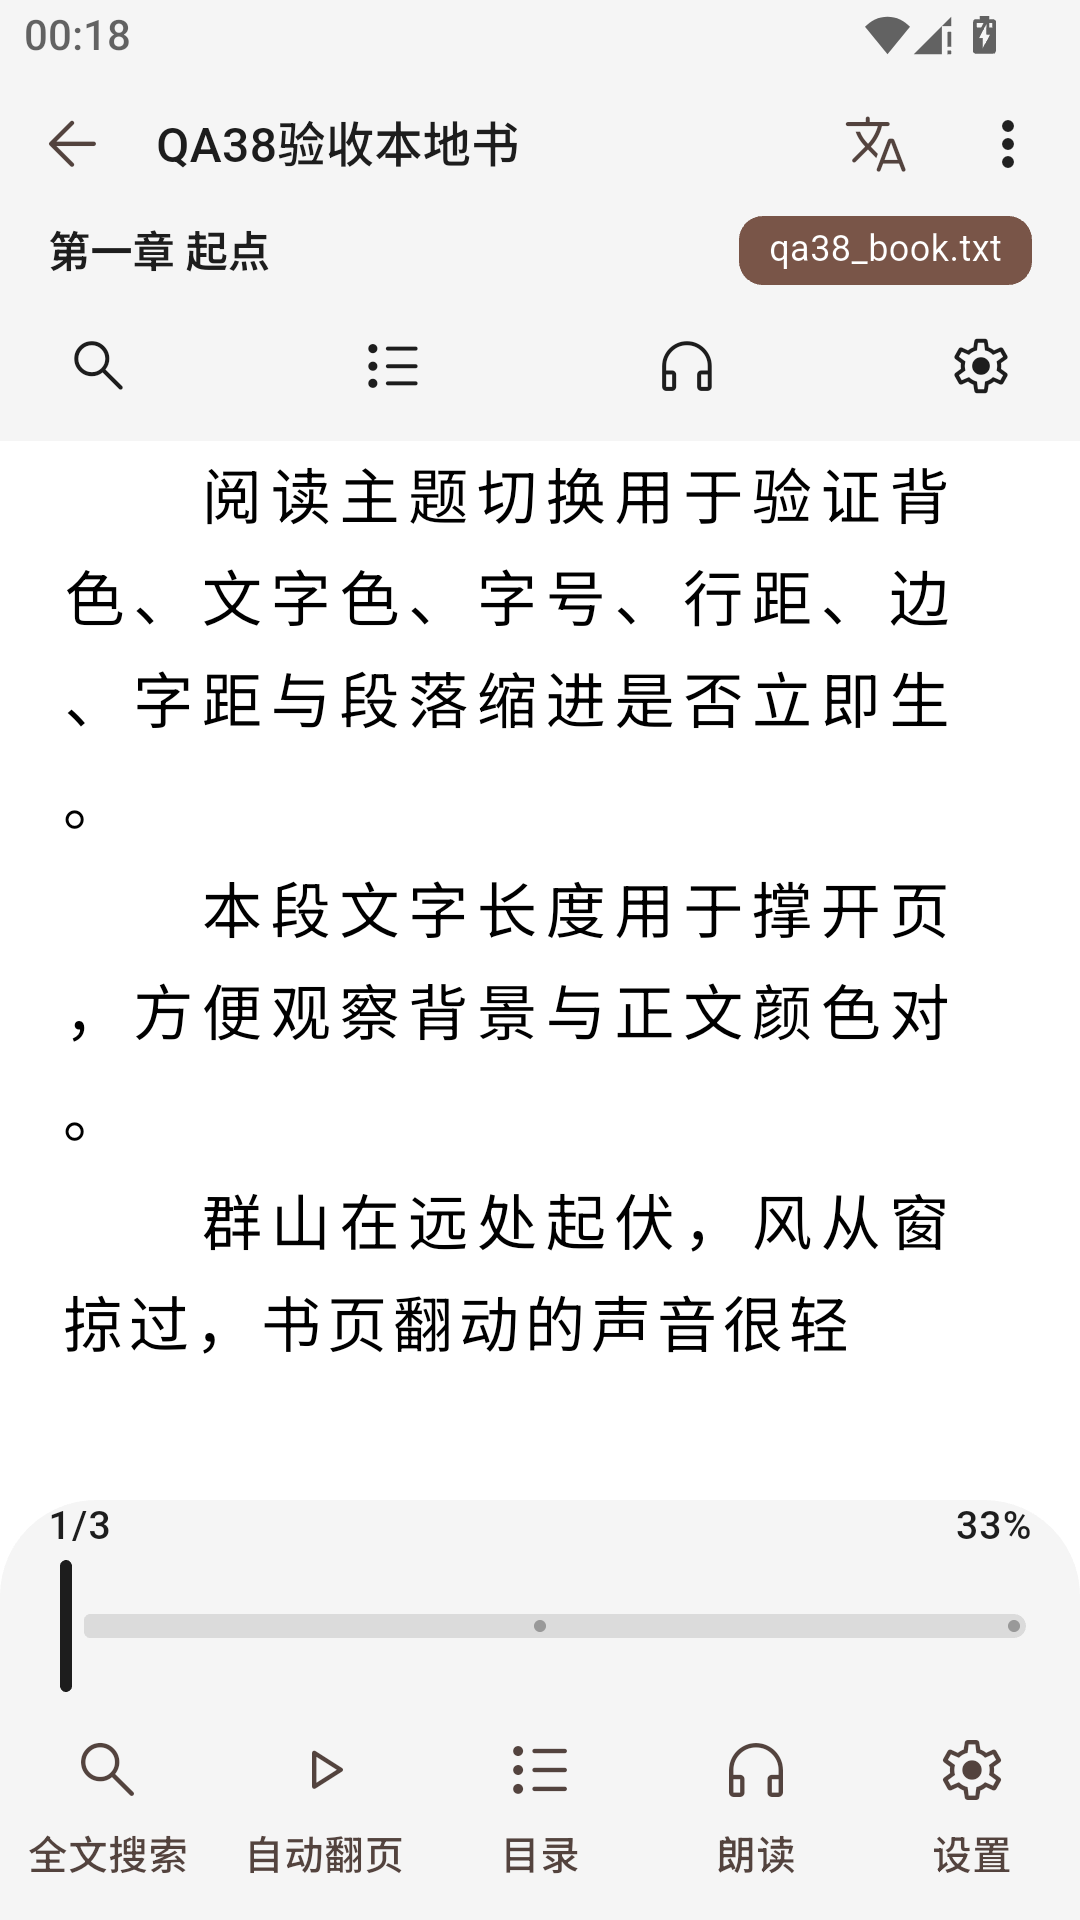 00:18
QA38验收本地书
第一章 起点
qa38_book.txt
阅读主题切换用于验证背
色、文字色、字号、行距、边
、字距与段落缩进是否立即生
。
本段文字长度用于撑开页
，方便观察背景与正文颜色对
。
群山在远处起伏，风从窗
掠过，书页翻动的声音很轻
1/3
33%
全文搜索
自动翻页
目录
朗读
设置